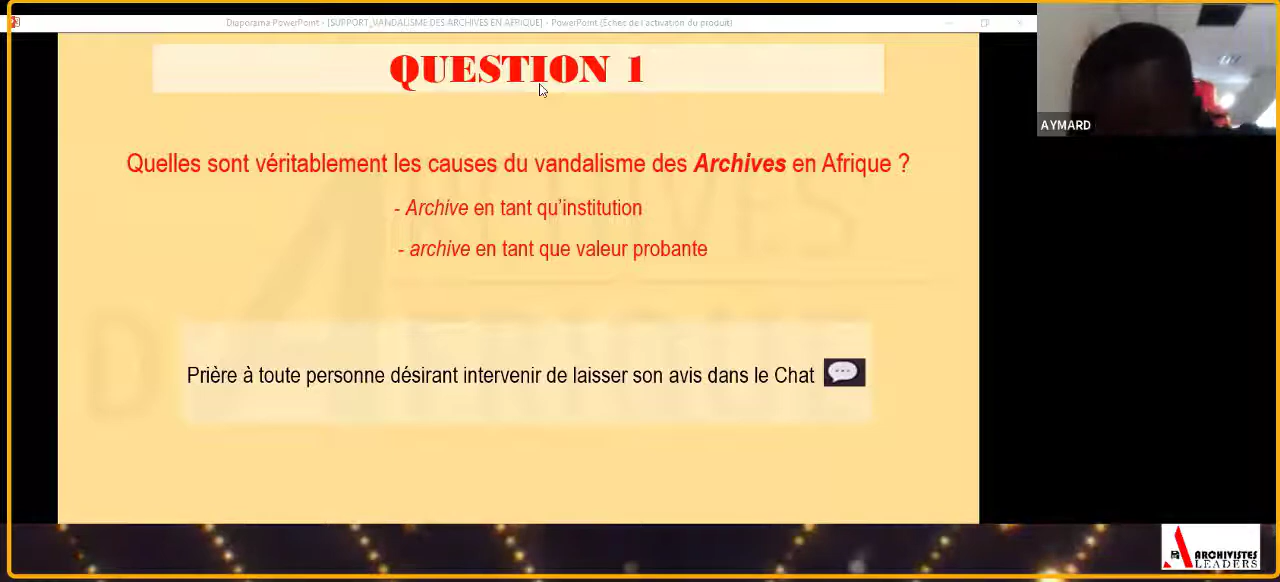 Diaporama PowerPoint - [SUPPORT_VANDALISME DES ARCHIVES EN AFRIQUE] - PowerPoint (Échec de l'activation du produit)
QUESTION 1
AYMARD
Quelles sont véritablement les causes du vandalisme des Archives en Afrique ?
- Archive en tant qu'institution
- archive en tant que valeur probante
Prière à toute personne désirant intervenir de laisser son avis dans le Chat
ARCHIVISTES
LEADERS